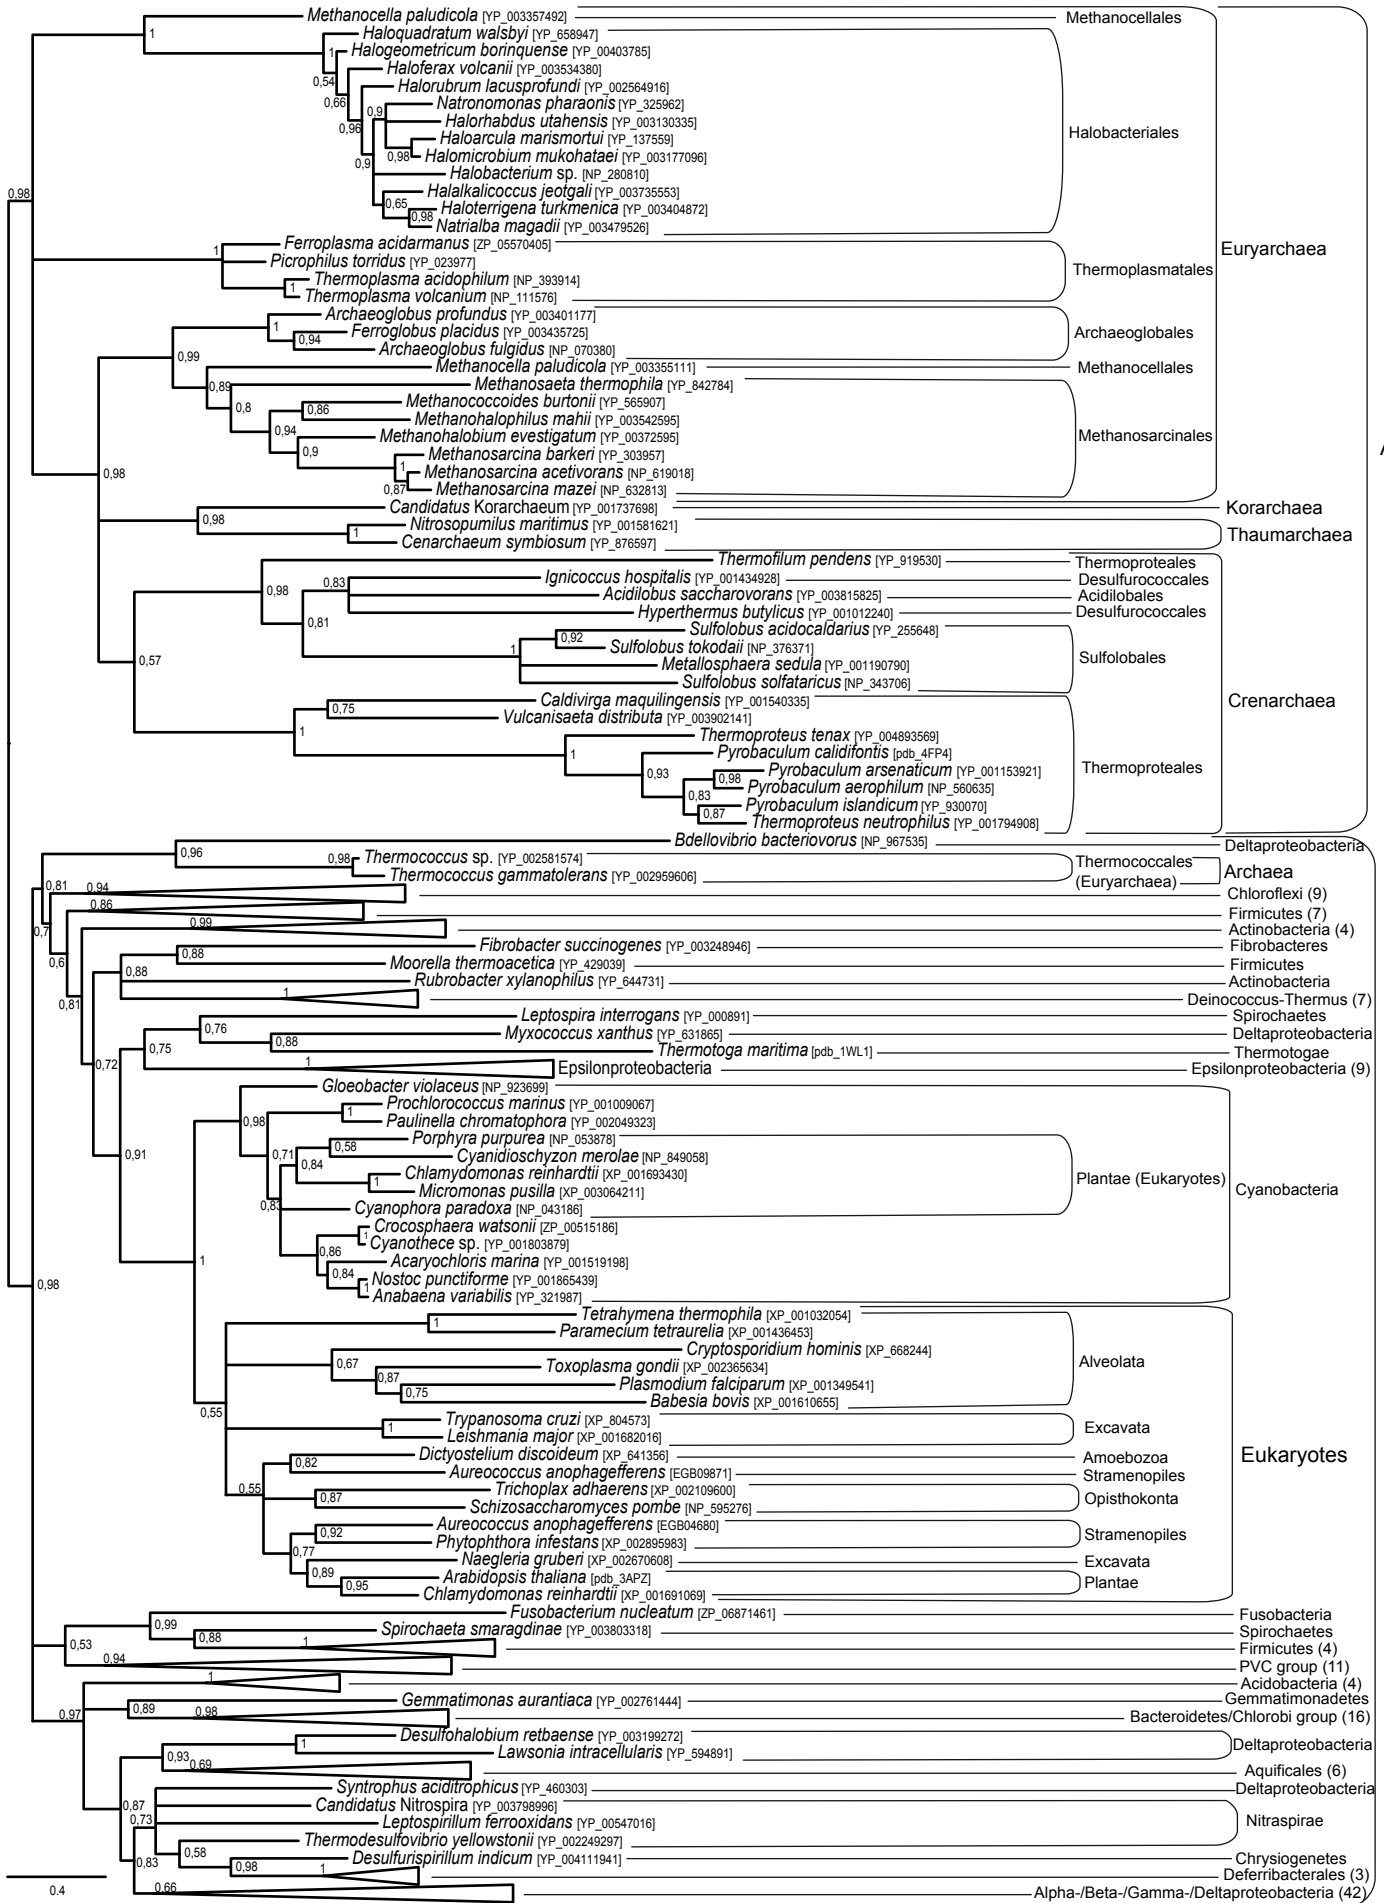 Methanocella paludicola [YP_003357492] Methanocellales
1
Haloquadratum walsbyi [YP_658947]
1
Halogeometricum borinquense [YP_00403785]
0,54
Haloferax volcanii [YP_003534380]
0,66
Halorubrum lacusprofundi [YP_002564916]
0,96
Natronomonas pharaonis [YP_325962]
0,9
Halorhabdus utahensis [YP_003130335]
Halobacteriales
Haloarcula marismortui [YP_137559]
0,98
Halomicrobium mukohataei [YP_003177096]
0,9
Halobacterium sp. [NP_280810]
Halalkalicoccus jeotgali [YP_003735553]
0,65
Haloterrigena turkmenica [YP_003404872]
0,98
Natrialba magadii [YP_003479526]
0,98
Euryarchaea
Ferroplasma acidarmanus [ZP_05570405]
1
Picrophilus torridus [YP_023977]
Thermoplasmatales
Thermoplasma acidophilum [NP_393914]
1
Thermoplasma volcanium [NP_111576]
Archaeoglobus profundus [YP_003401177]
1
Ferroglobus placidus [YP_003435725] Archaeoglobales
0,94
Archaeoglobus fulgidus [NP_070380]
0,99
Methanocella paludicola [YP_003355111] Methanocellales
0,89
Methanosaeta thermophila [YP_842784]
0,8
Methanococcoides burtonii [YP_565907]
0,86
Methanohalophilus mahii [YP_003542595]
0,94
Methanohalobium evestigatum [YP_00372595] Methanosarcinales
0,9
Methanosarcina barkeri [YP_303957]
1
Methanosarcina acetivorans [NP_619018]
0,87
Methanosarcina mazei [NP_632813]
0,98
Candidatus Korarchaeum [YP_001737698] Korarchaea
0,98
Nitrosopumilus maritimus [YP_001581621]
1
Thaumarchaea
Cenarchaeum symbiosum [YP_876597]
Thermofilum pendens [YP_919530] Thermoproteales
0,98
Ignicoccus hospitalis [YP_001434928] Desulfurococcales
0,83
Acidilobus saccharovorans [YP_003815825] Acidilobales
Hyperthermus butylicus [YP_001012240] Desulfurococcales
0,81
Sulfolobus acidocaldarius [YP_255648]
0,92
Sulfolobus tokodaii [NP_376371]
1
Sulfolobales
Metallosphaera sedula [YP_001190790]
Sulfolobus solfataricus [NP_343706]
0,57
Crenarchaea
Caldivirga maquilingensis [YP_001540335]
0,75
Vulcanisaeta distributa [YP_003902141]
1
Thermoproteus tenax [YP_004893569]
1
Pyrobaculum calidifontis [pdb_4FP4]
0,93
Thermoproteales
Pyrobaculum arsenaticum [YP_001153921]
0,98
Pyrobaculum aerophilum [NP_560635]
0,83
Pyrobaculum islandicum [YP_930070]
0,87
Thermoproteus neutrophilus [YP_001794908]
Bdellovibrio bacteriovorus [NP_967535] Deltaproteobacteria
0,96
Thermococcus sp. [YP_002581574] Thermococcales
0,98
Thermococcus gammatolerans [YP_002959606] (Euryarchaea) Archaea
0,81
0,94 Chloroflexi (9)
0,86 Firmicutes (7)
0,7
0,99 Actinobacteria (4)
Fibrobacter succinogenes [YP_003248946] Fibrobacteres
0,88
Moorella thermoacetica [YP_429039] Firmicutes
0,6
0,88
Rubrobacter xylanophilus [YP_644731] Actinobacteria
1 Deinococcus-Thermus (7)
0,81
Leptospira interrogans [YP_000891] Spirochaetes
0,76
Myxococcus xanthus [YP_631865] Deltaproteobacteria
0,88
0,75
Thermotoga maritima [pdb_1WL1] Thermotogae
0,72
1 Epsilonproteobacteria Epsilonproteobacteria (9)
Gloeobacter violaceus [NP_923699]
Prochlorococcus marinus [YP_001009067]
1
0,98
Paulinella chromatophora [YP_002049323]
Porphyra purpurea [NP_053878]
0,58
0,91
0,71
Cyanidioschyzon merolae [NP_849058]
0,84
Chlamydomonas reinhardtii [XP_001693430]
1
Plantae (Eukaryotes)
Cyanobacteria
Micromonas pusilla [XP_003064211]
0,83
Cyanophora paradoxa [NP_043186]
Crocosphaera watsonii [ZP_00515186]
1
Cyanothece sp. [YP_001803879]
0,86
1
Acaryochloris marina [YP_001519198]
0,84
Nostoc punctiforme [YP_001865439]
1
0,98
Anabaena variabilis [YP_321987]
Tetrahymena thermophila [XP_001032054]
1
Paramecium tetraurelia [XP_001436453]
Cryptosporidium hominis [XP_668244]
0,67
Toxoplasma gondii [XP_002365634] Alveolata
0,87
Plasmodium falciparum [XP_001349541]
0,75
Babesia bovis [XP_001610655]
0,55
Trypanosoma cruzi [XP_804573]
1
Excavata
Leishmania major [XP_001682016]
Dictyostelium discoideum [XP_641356] Amoebozoa
Eukaryotes
0,82
Aureococcus anophagefferens [EGB09871] Stramenopiles
0,55
Trichoplax adhaerens [XP_002109600]
0,87
Opisthokonta
Schizosaccharomyces pombe [NP_595276]
Aureococcus anophagefferens [EGB04680]
0,92
Stramenopiles
Phytophthora infestans [XP_002895983]
0,77
Naegleria gruberi [XP_002670608] Excavata
0,89
Arabidopsis thaliana [pdb_3APZ] Plantae
0,95
Chlamydomonas reinhardtii [XP_001691069]
Fusobacterium nucleatum [ZP_06871461] Fusobacteria
0,99
Spirochaeta smaragdinae [YP_003803318] Spirochaetes
0,88
0,53
1 Firmicutes (4)
0,94 PVC group (11)
1 Acidobacteria (4)
Gemmatimonas aurantiaca [YP_002761444] Gemmatimonadetes
0,97
0,89
0,98 Bacteroidetes/Chlorobi group (16)
Desulfohalobium retbaense [YP_003199272]
1
Deltaproteobacteria
Lawsonia intracellularis [YP_594891]
0,93
0,69 Aquificales (6)
Syntrophus aciditrophicus [YP_460303] Deltaproteobacteria
0,87
Candidatus Nitrospira [YP_003798996]
0,73
Leptospirillum ferrooxidans [YP_00547016] Nitraspirae
Thermodesulfovibrio yellowstonii [YP_002249297]
0,58
0,83
Desulfurispirillum indicum [YP_004111941] Chrysiogenetes
0,98
1 Deferribacterales (3)
0.4
0,66 Alpha-/Beta-/Gamma-/Deltaproteobacteria (42)